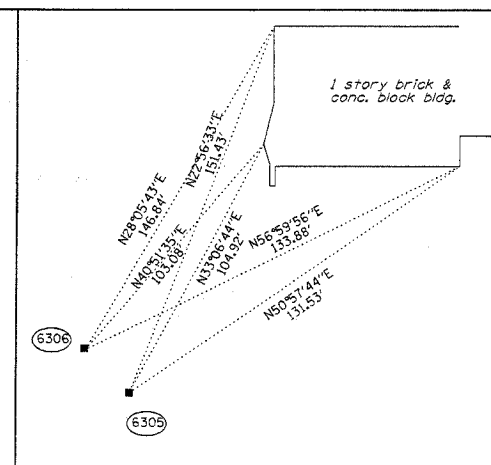 1 story brick &
conc. block bldg.
N28°05'43"E
146.84'
N22°56'33"E
151.43'
N40°51'35"E
103.08'
N33°06'44"E
104.92'
N56°59'56"E
133.88'
N50°57'44"E
131.53'
6306
6305